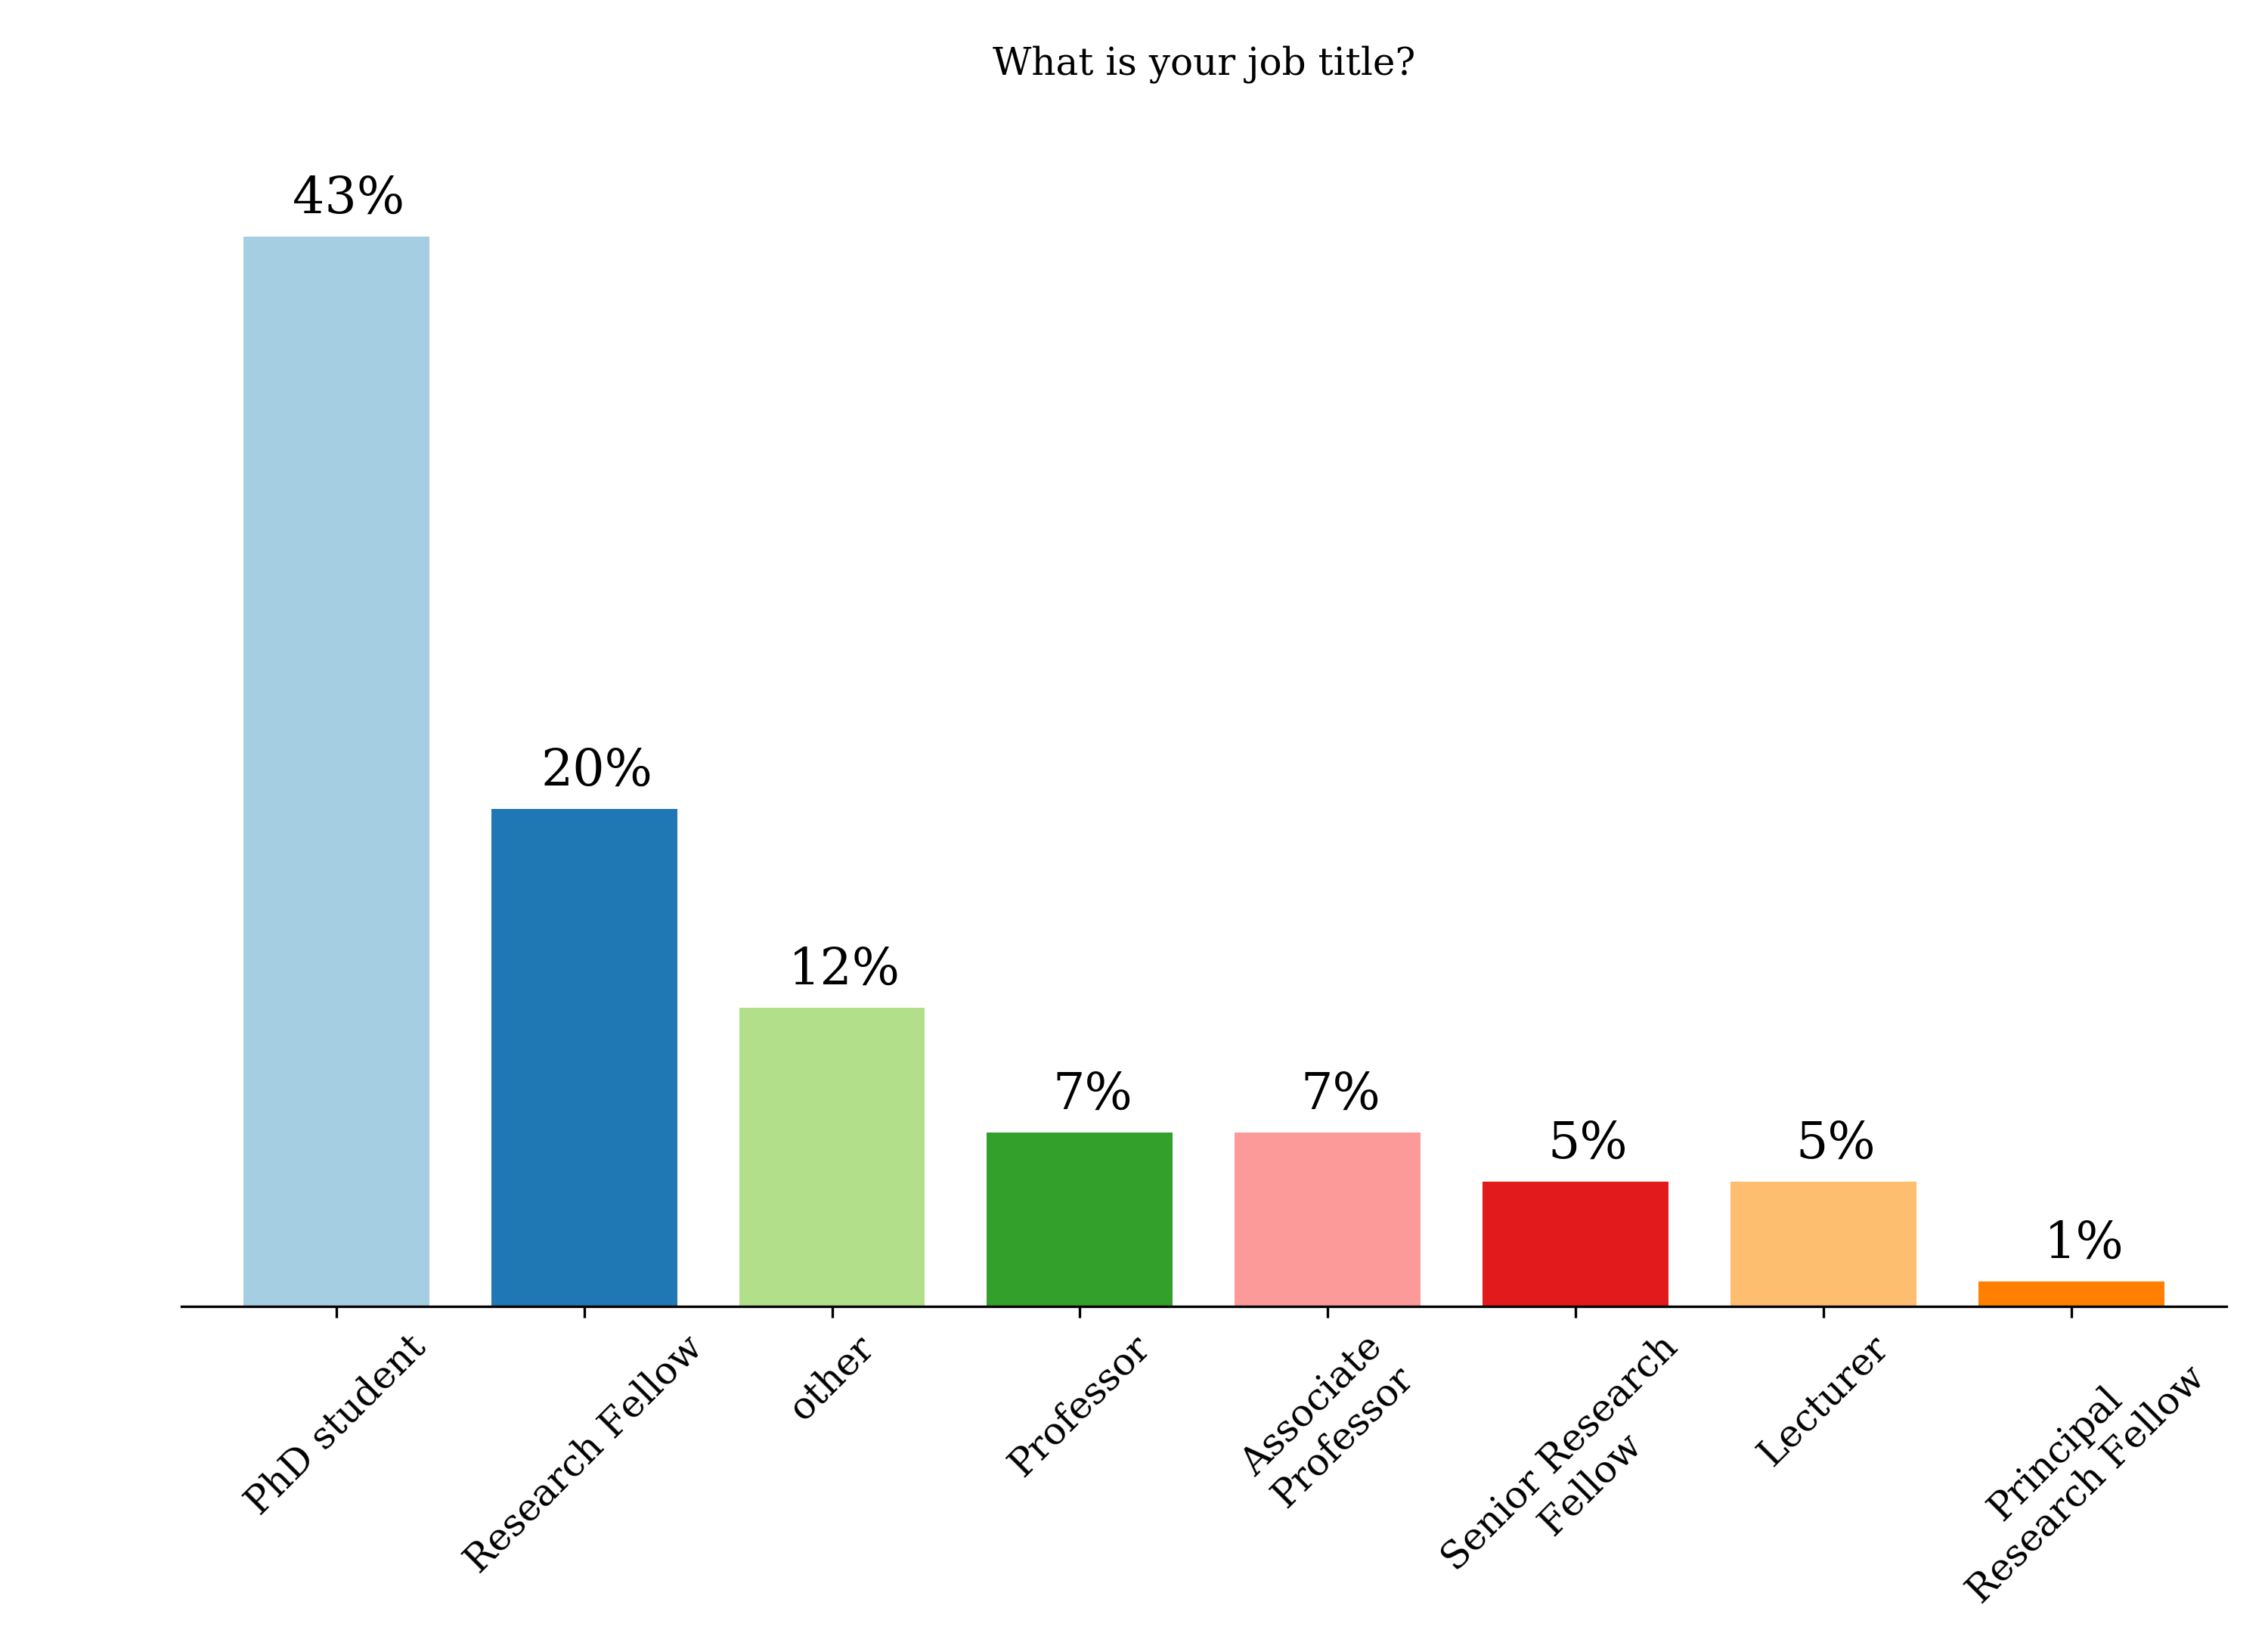 What is your job title?
43%
20%
12%
7%
7%
5%
5%
1%
PhD student
Research Fellow
other
Professor
Associate
Professor
Senior Research
Fellow
Lecturer
Principal
Research Fellow